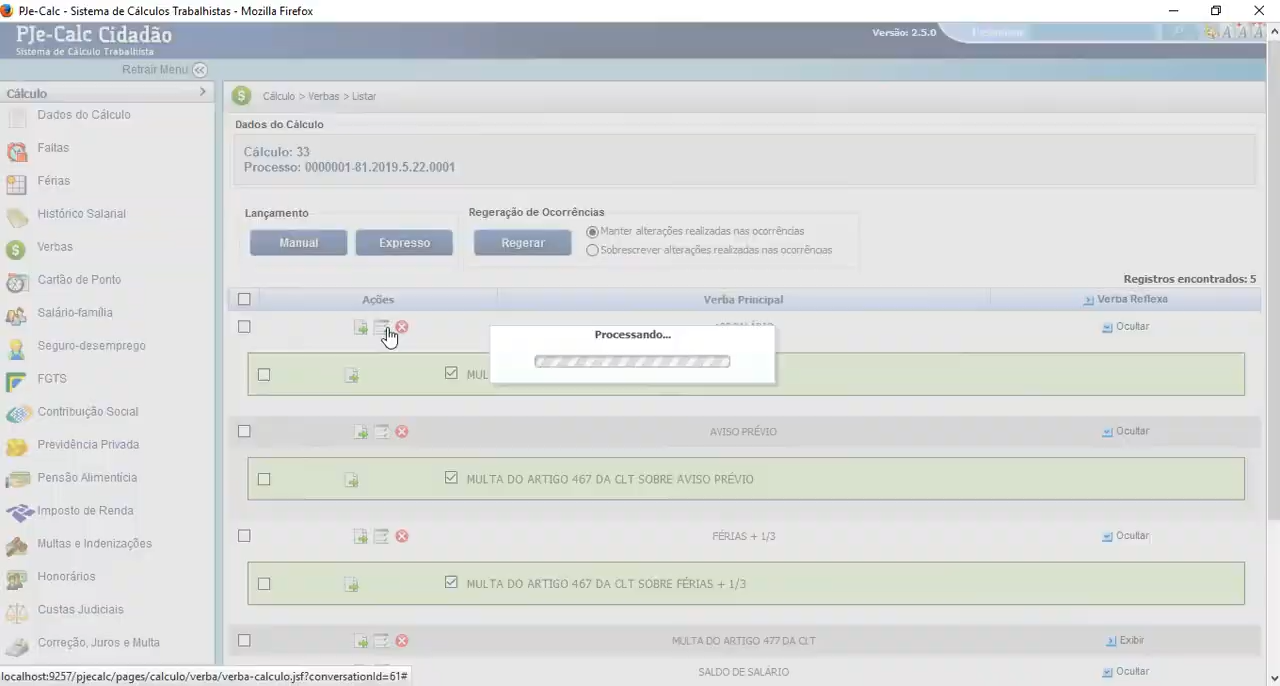 PJe-Calc - Sistema de Cálculos Trabalhistas - Mozilla Firefox
PJe-Calc Cidadão
Sistema de Cálculo Trabalhista
Versão: 2.5.0
Pesquisar
A A A
Retrair Menu
Cálculo
Dados do Cálculo
Faltas
Férias
Histórico Salarial
Verbas
Cartão de Ponto
Salário-família
Seguro-desemprego
FGTS
Contribuição Social
Previdência Privada
Pensão Alimentícia
Imposto de Renda
Multas e Indenizações
Honorários
Custas Judiciais
Correção, Juros e Multa
Cálculo > Verbas > Listar
Dados do Cálculo
Cálculo: 33
Processo: 0000001-81.2019.5.22.0001
Lançamento
Manual
Expresso
Regeração de Ocorrências
Regerar
Manter alterações realizadas nas ocorrências
Sobrescrever alterações realizadas nas ocorrências
Registros encontrados: 5
Ações
Verba Principal
Verba Reflexa
Ocultar
Processando...
MUL
AVISO PRÉVIO
Ocultar
MULTA DO ARTIGO 467 DA CLT SOBRE AVISO PRÉVIO
FÉRIAS + 1/3
Ocultar
MULTA DO ARTIGO 467 DA CLT SOBRE FÉRIAS + 1/3
MULTA DO ARTIGO 477 DA CLT
Exibir
SALDO DE SALÁRIO
Ocultar
localhost:9257/pjecalc/pages/calculo/verba/verba-calculo.jsf?conversationId=61#